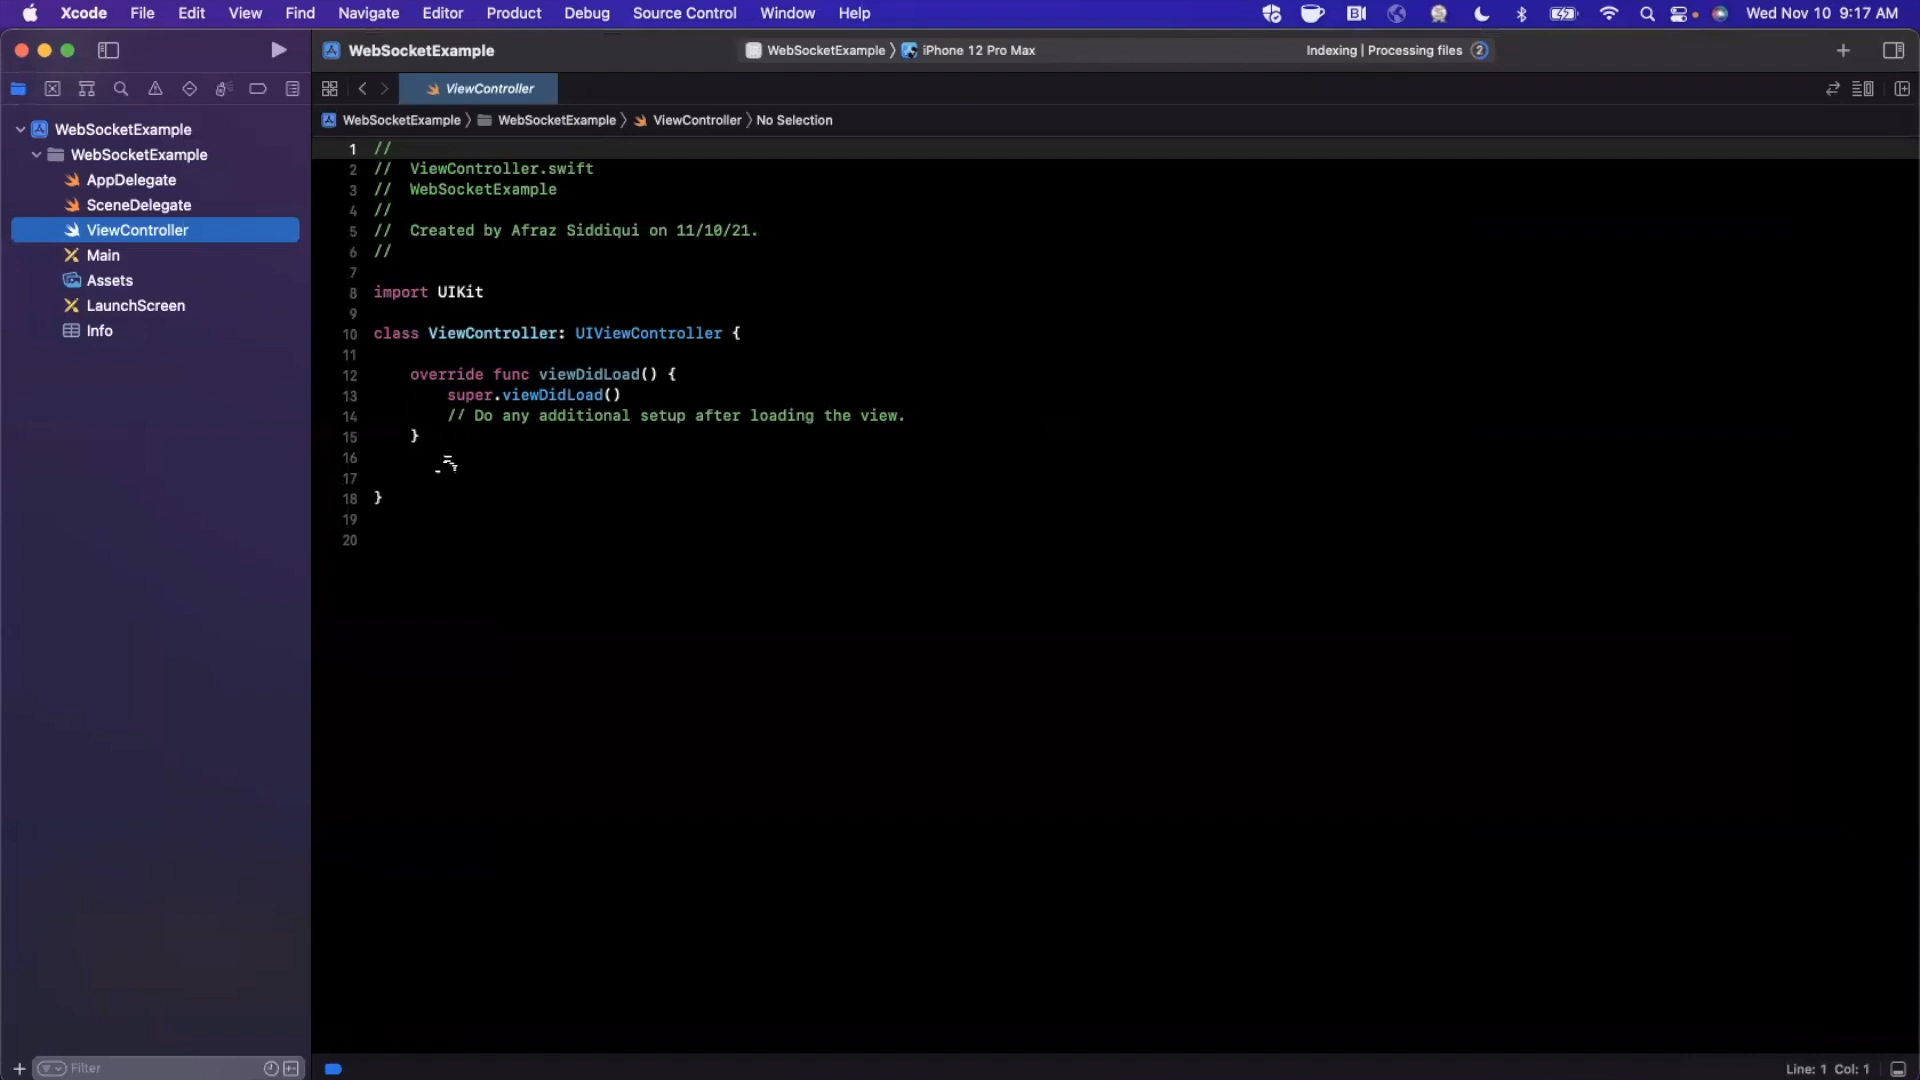 Xcode File Edit View Find Navigate Editor Product Debug Source Control Window Help Wed Nov 10 9:17 AM
WebSocketExample WebSocketExample 〉 iPhone 12 Pro Max Indexing | Processing files 2
ViewController
WebSocketExample 〉 WebSocketExample 〉 ViewController 〉 No Selection
WebSocketExample
WebSocketExample
AppDelegate
SceneDelegate
ViewController
Main
Assets
LaunchScreen
Info
1 //
2 //  ViewController.swift
3 //  WebSocketExample
4 //
5 //  Created by Afraz Siddiqui on 11/10/21.
6 //
7
8 import UIKit
9
10 class ViewController: UIViewController {
11
12     override func viewDidLoad() {
13         super.viewDidLoad()
14         // Do any additional setup after loading the view.
15     }
16
17
18 }
19
20
Filter
Line: 1 Col: 1